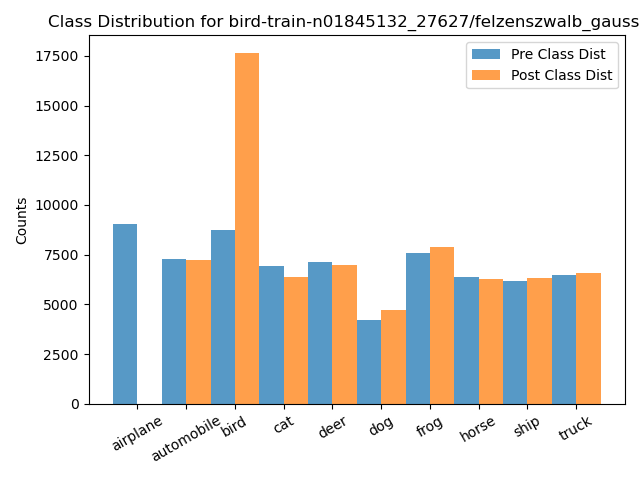 Class Distribution for bird-train-n01845132_27627/felzenszwalb_gauss
Pre Class Dist
Post Class Dist
Counts
17500
15000
12500
10000
7500
5000
2500
0
airplane
automobile
bird
cat
deer
dog
frog
horse
ship
truck